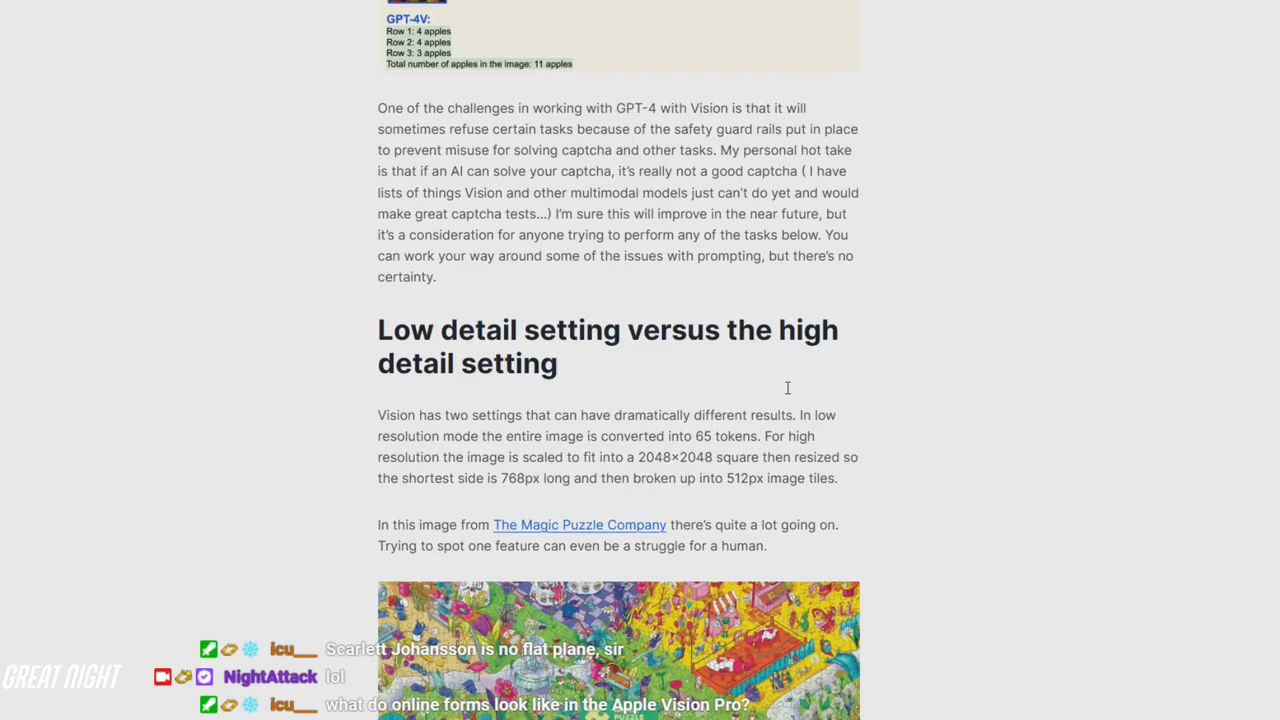 GPT-4V:
Row 1: 4 apples
Row 2: 4 apples
Row 3: 3 apples
Total number of apples in the image: 11 apples
One of the challenges in working with GPT-4 with Vision is that it will
sometimes refuse certain tasks because of the safety guard rails put in place
to prevent misuse for solving captcha and other tasks. My personal hot take
is that if an AI can solve your captcha, it's really not a good captcha ( I have
lists of things Vision and other multimodal models just can't do yet and would
make great captcha tests…) I'm sure this will improve in the near future, but
it's a consideration for anyone trying to perform any of the tasks below. You
can work your way around some of the issues with prompting, but there's no
certainty.
Low detail setting versus the high
detail setting
Vision has two settings that can have dramatically different results. In low
resolution mode the entire image is converted into 65 tokens. For high
resolution the image is scaled to fit into a 2048×2048 square then resized so
the shortest side is 768px long and then broken up into 512px image tiles.
In this image from The Magic Puzzle Company there's quite a lot going on.
Trying to spot one feature can even be a struggle for a human.
icu__ Scarlett Johansson is no flat plane, sir
GREAT NIGHT
NightAttack lol
icu__ what do online forms look like in the Apple Vision Pro?
PUZZLE